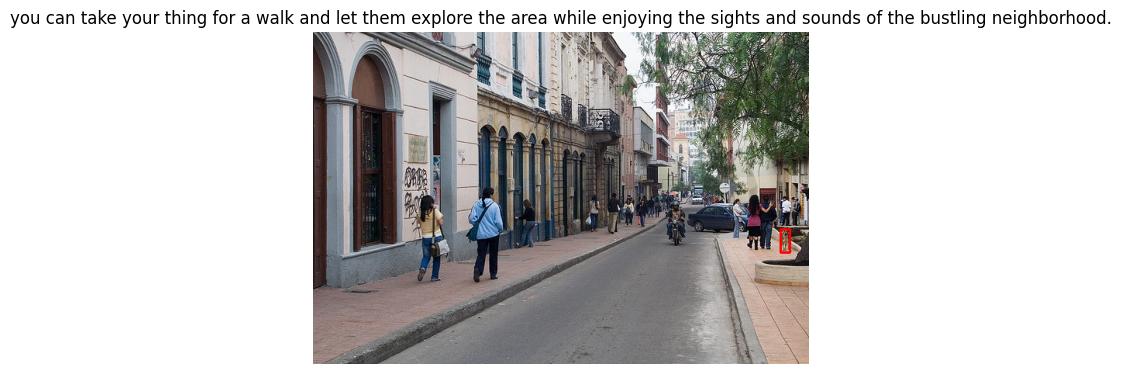 you can take your thing for a walk and let them explore the area while enjoying the sights and sounds of the bustling neighborhood.